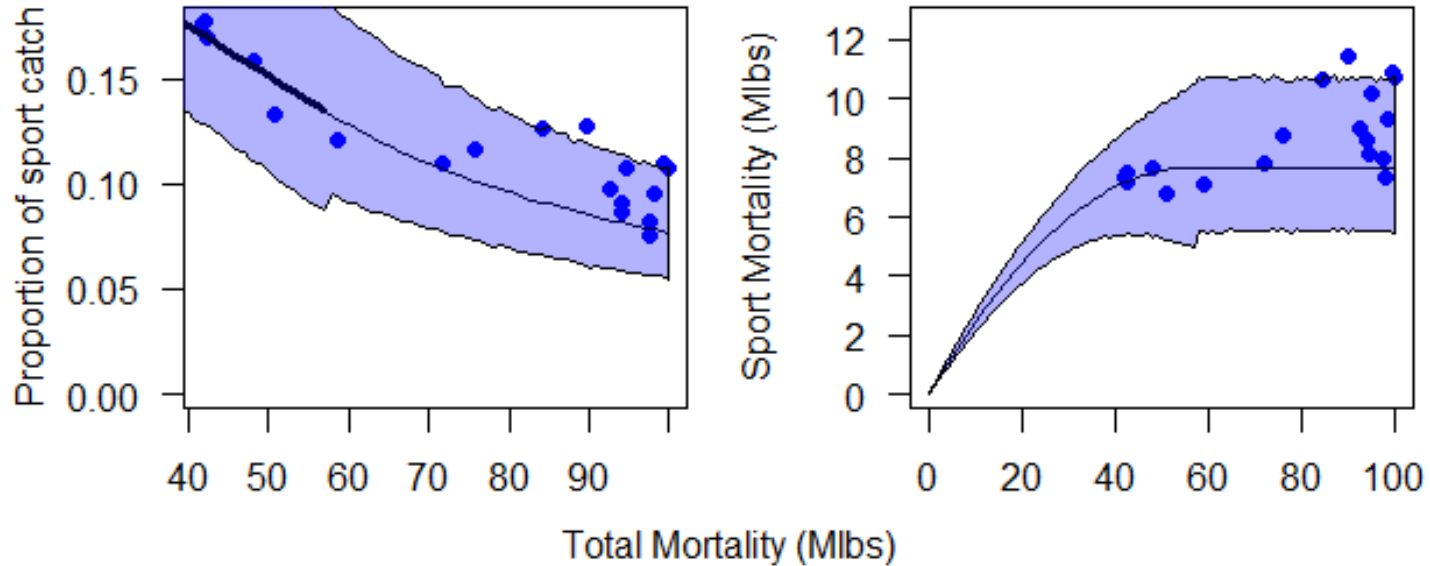 Proportion of sport catch
0.15
0.10
0.05
0.00
40 50 60 70 80 90
Sport Mortality (Mlbs)
12
10
8
6
4
2
0
0 20 40 60 80 100
Total Mortality (Mlbs)